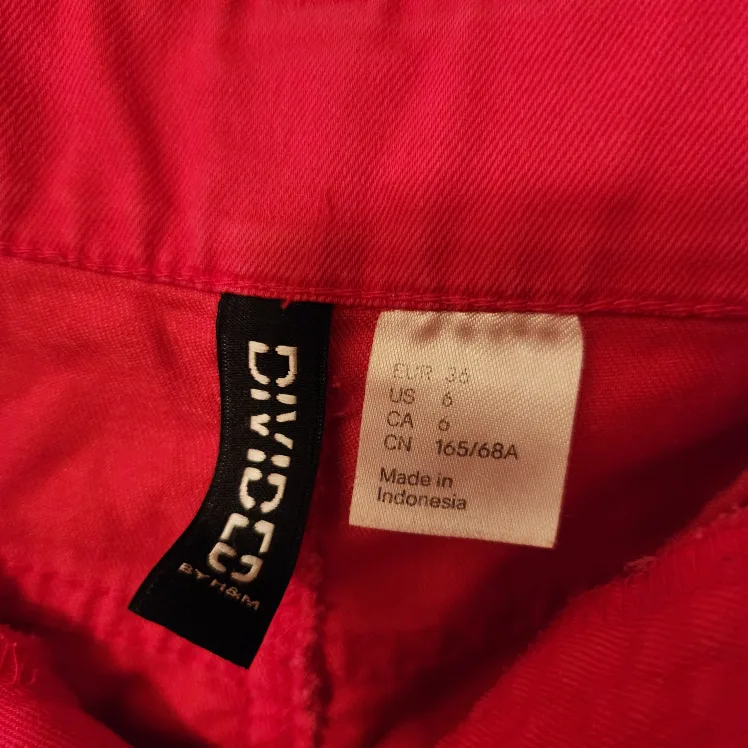 DIVIDED
BY H&M
EUR 36
US 6
CA 6
CN 165/68A
Made in
Indonesia